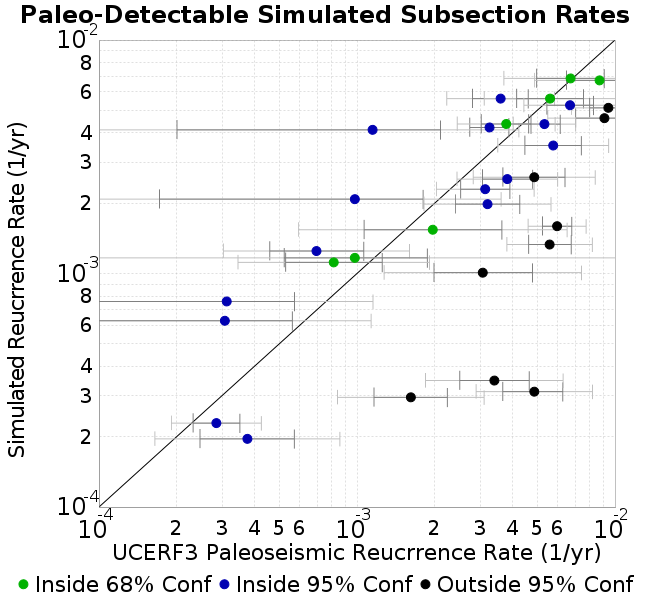 Paleo-Detectable Simulated Subsection Rates
10-2
8
6
4
3
2
10-3
8
6
4
3
2
10-4
Simulated Reucrrence Rate (1/yr)
10-4 2 3 4 5 6 10-3 2 3 4 5 6 10-2
UCERF3 Paleoseismic Reucrrence Rate (1/yr)
Inside 68% Conf Inside 95% Conf Outside 95% Conf